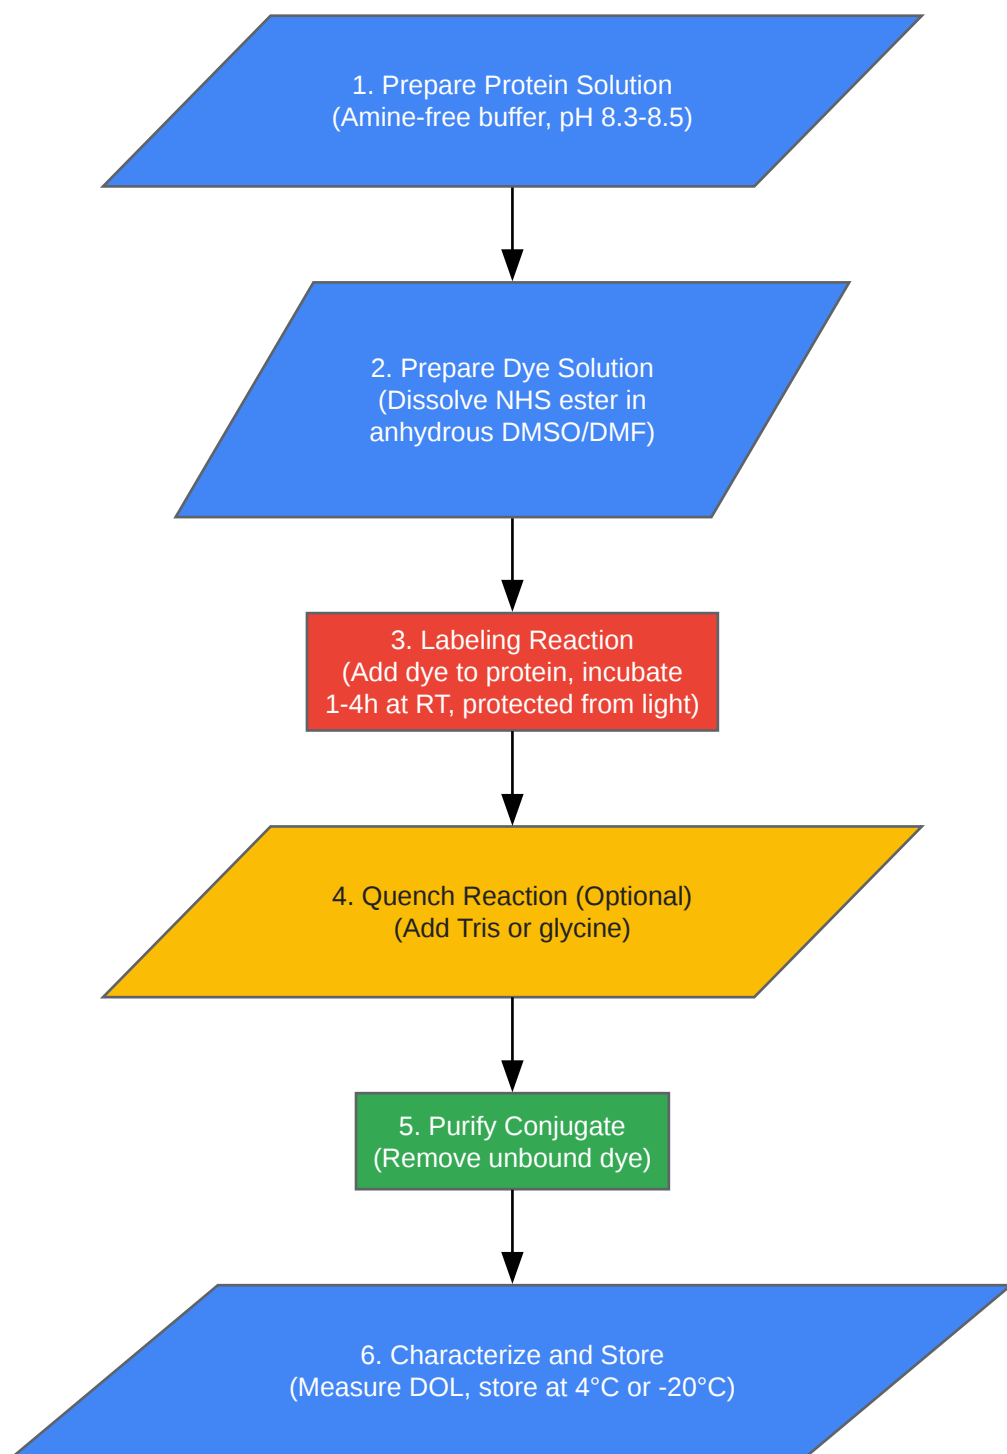 1. Prepare Protein Solution
(Amine-free buffer, pH 8.3-8.5)
2. Prepare Dye Solution
(Dissolve NHS ester in
anhydrous DMSO/DMF)
3. Labeling Reaction
(Add dye to protein, incubate
1-4h at RT, protected from light)
4. Quench Reaction (Optional)
(Add Tris or glycine)
5. Purify Conjugate
(Remove unbound dye)
6. Characterize and Store
(Measure DOL, store at 4°C or -20°C)